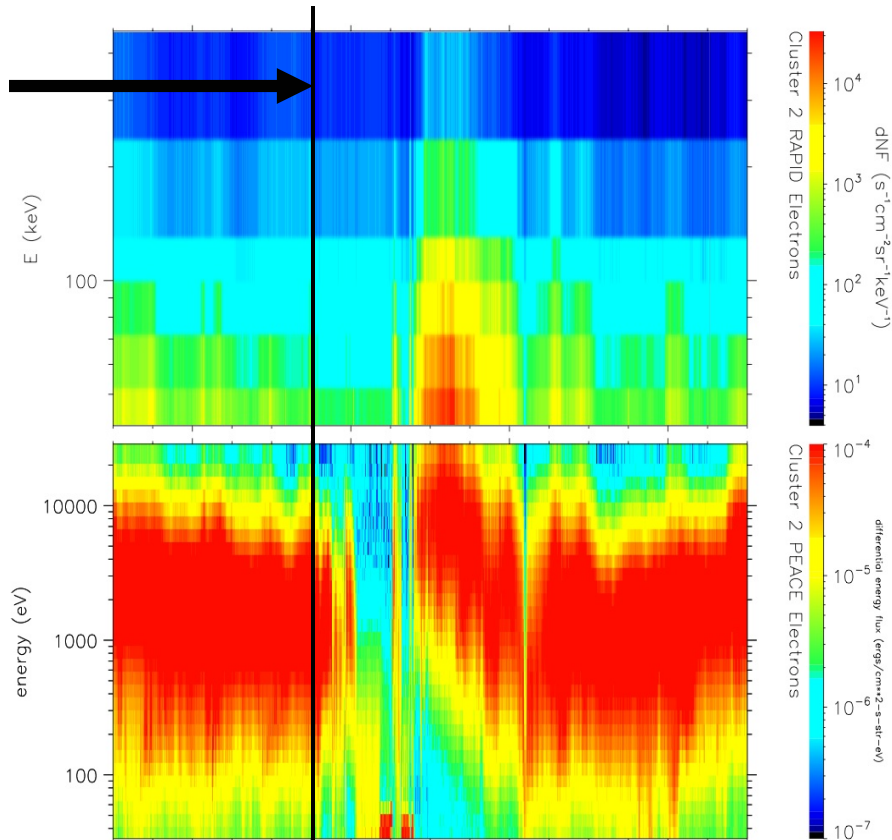 E (keV)
100
Cluster 2 RAPID Electrons
10⁴
10³
10²
10¹
dNF (s⁻¹cm⁻²sr⁻¹keV⁻¹)
energy (eV)
10000
1000
100
Cluster 2 PEACE Electrons
10⁻⁴
10⁻⁵
10⁻⁶
10⁻⁷
differential energy flux (ergs/cm**2-s-str-eV)